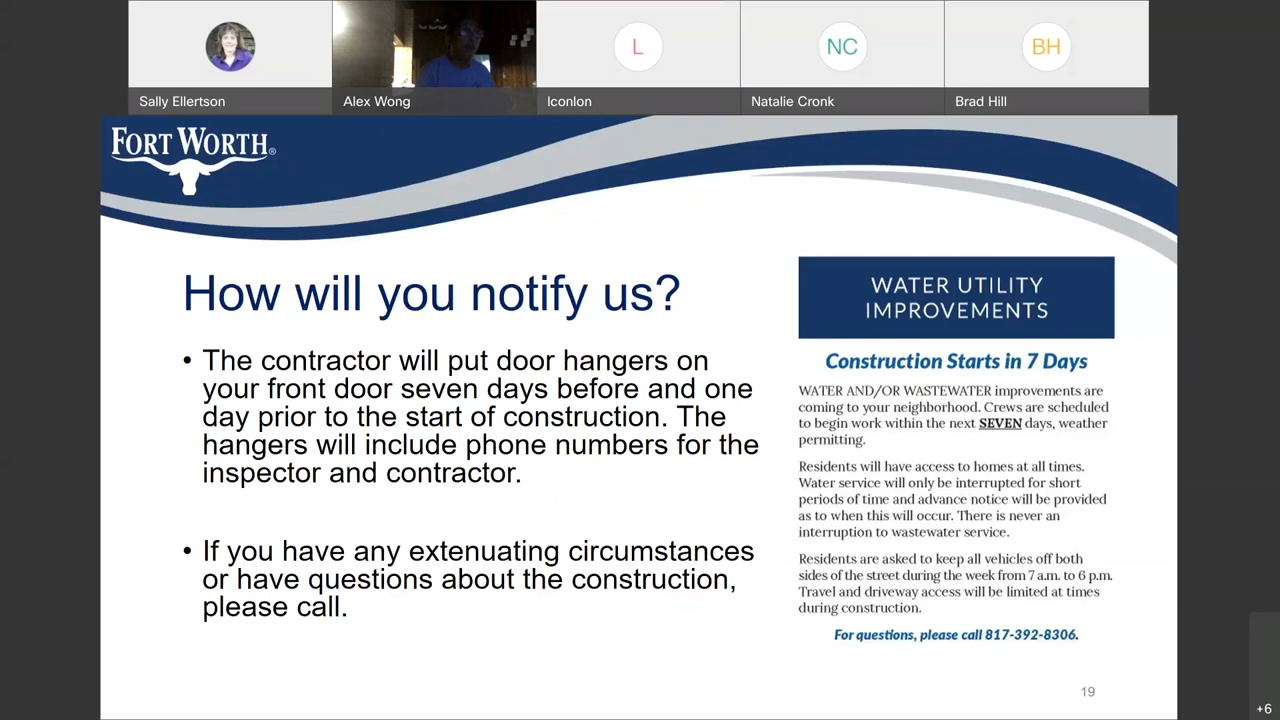 L
NC
BH
Sally Ellertson
Alex Wong
Iconlon
Natalie Cronk
Brad Hill
FORT WORTH®
How will you notify us?
• The contractor will put door hangers on
your front door seven days before and one
day prior to the start of construction. The
hangers will include phone numbers for the
inspector and contractor.
• If you have any extenuating circumstances
or have questions about the construction,
please call.
WATER UTILITY
IMPROVEMENTS
Construction Starts in 7 Days
WATER AND/OR WASTEWATER improvements are
coming to your neighborhood. Crews are scheduled
to begin work within the next SEVEN days, weather
permitting.
Residents will have access to homes at all times.
Water service will only be interrupted for short
periods of time and advance notice will be provided
as to when this will occur. There is never an
interruption to wastewater service.
Residents are asked to keep all vehicles off both
sides of the street during the week from 7 a.m. to 6 p.m.
Travel and driveway access will be limited at times
during construction.
For questions, please call 817-392-8306.
19
+6